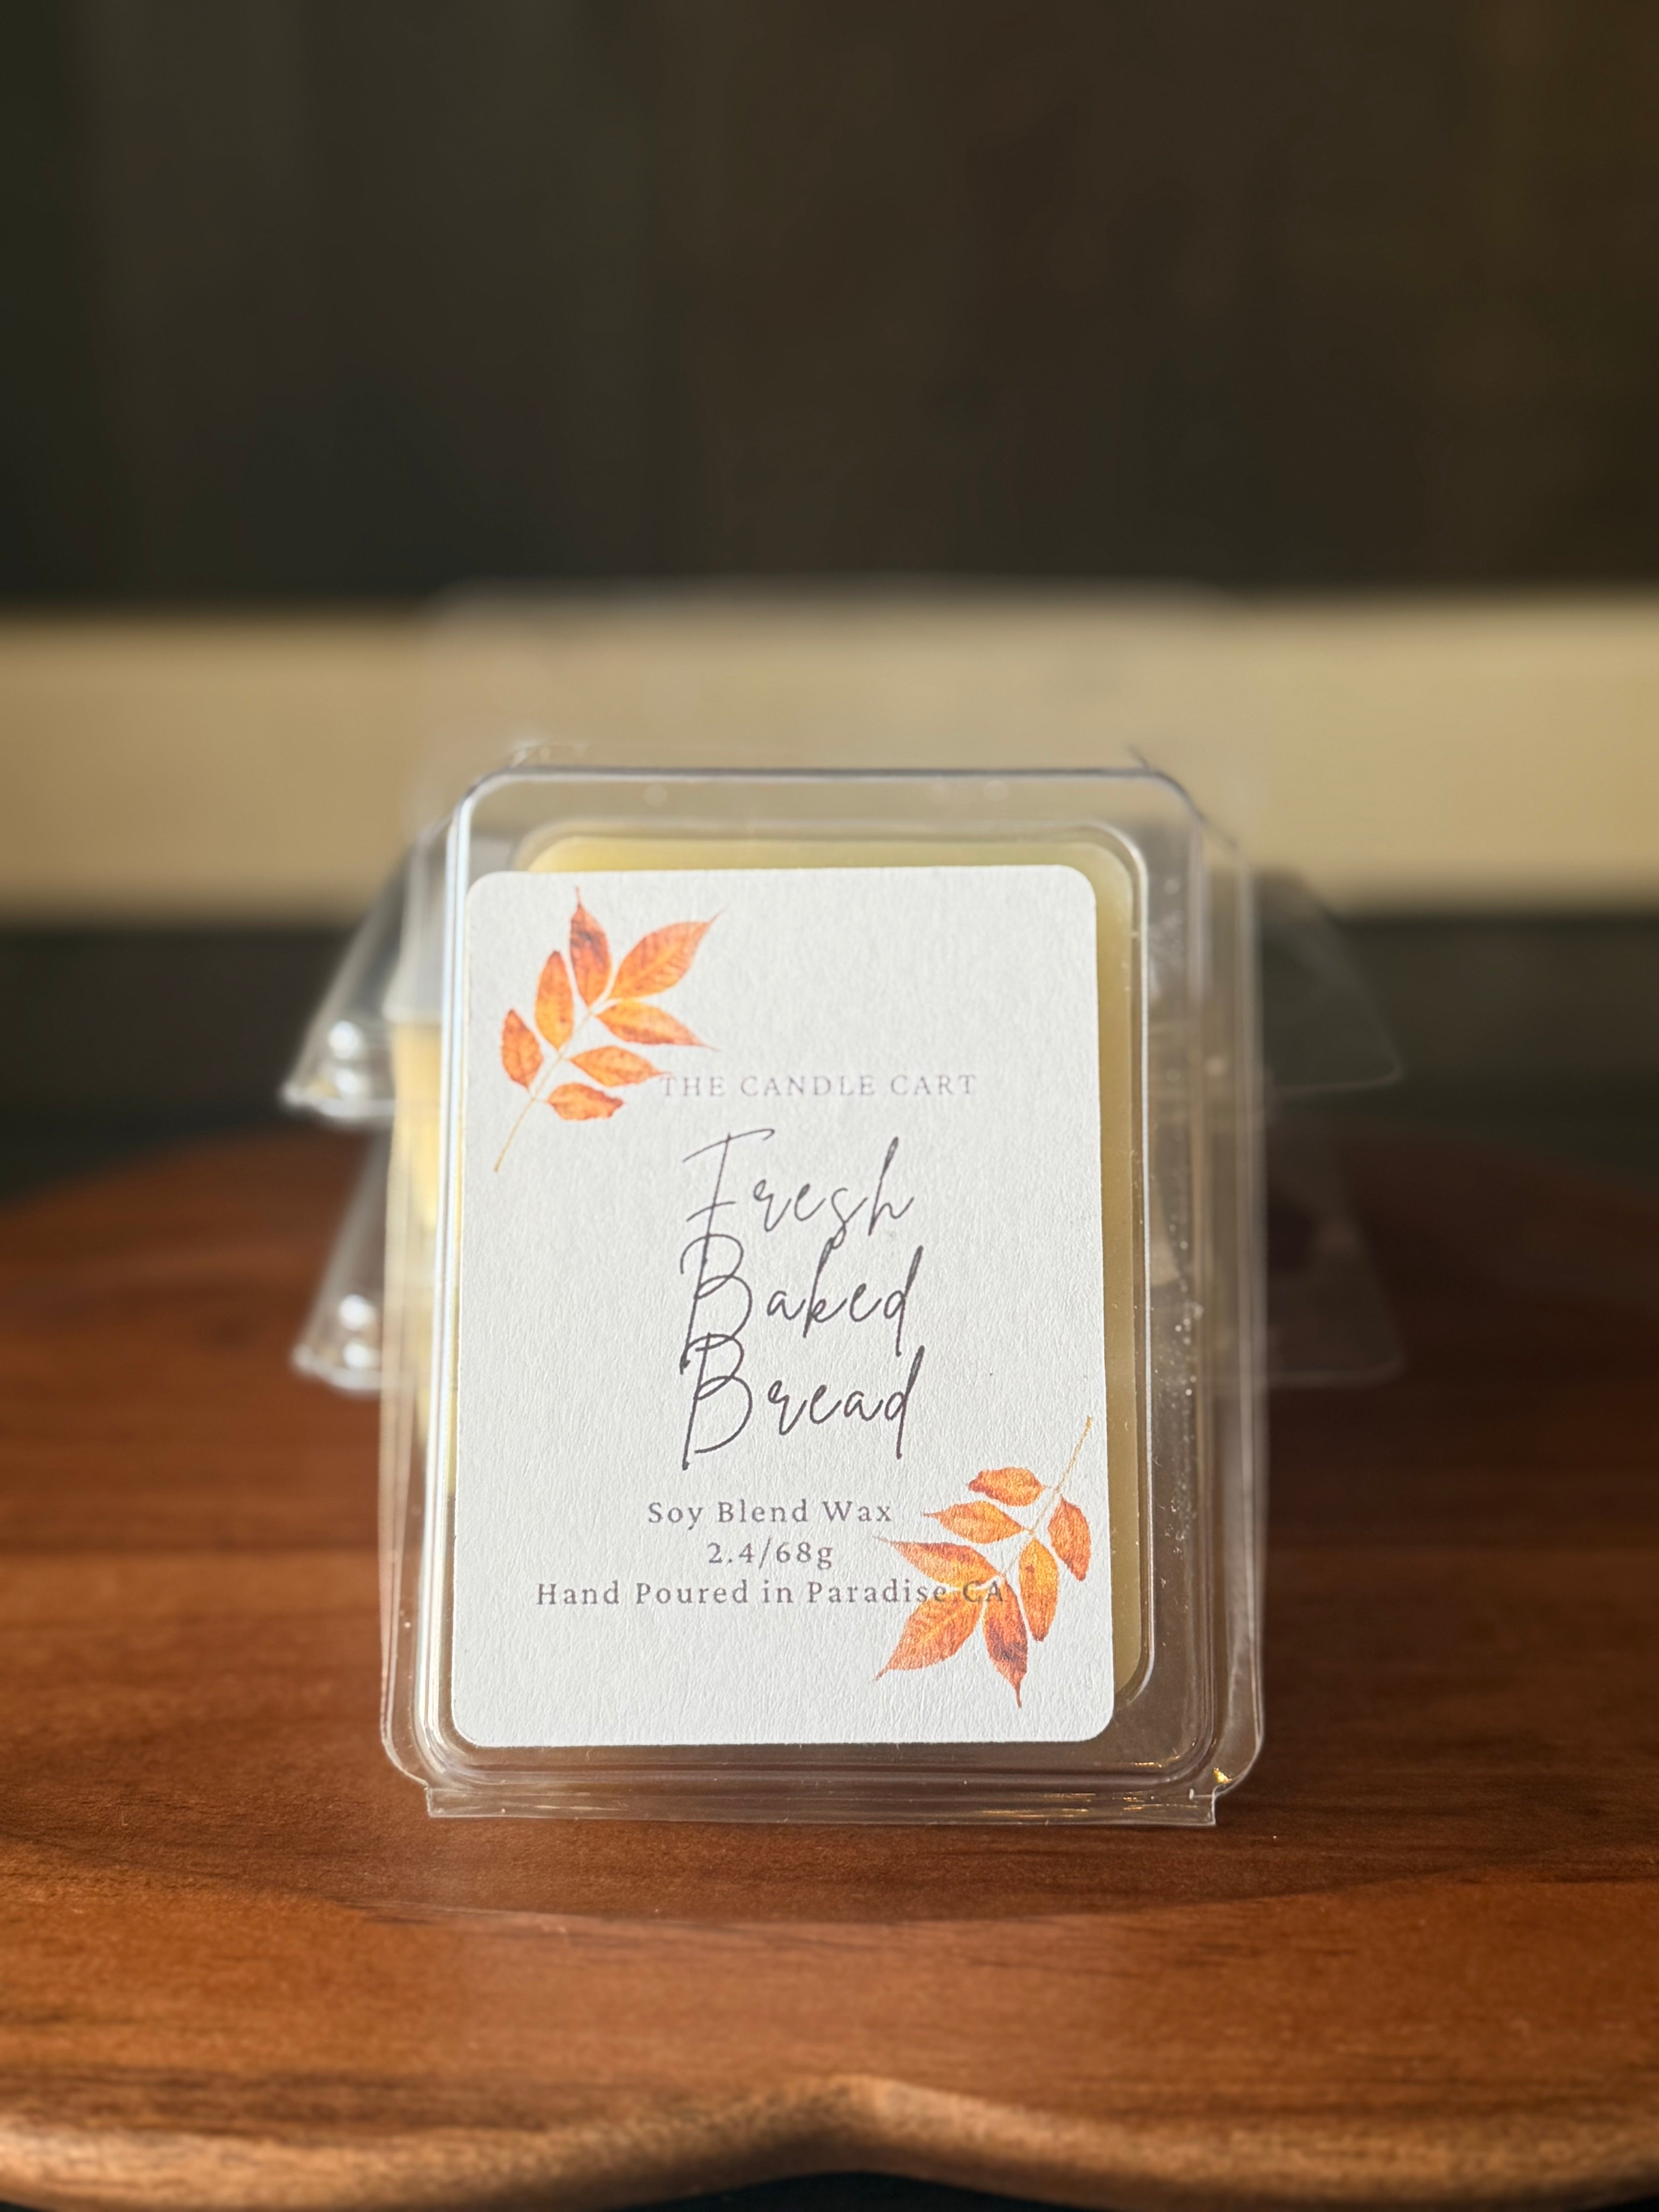 THE CANDLE CART
Fresh
Baked
Bread
Soy Blend Wax
2.4/68g
Hand Poured in Paradise CA